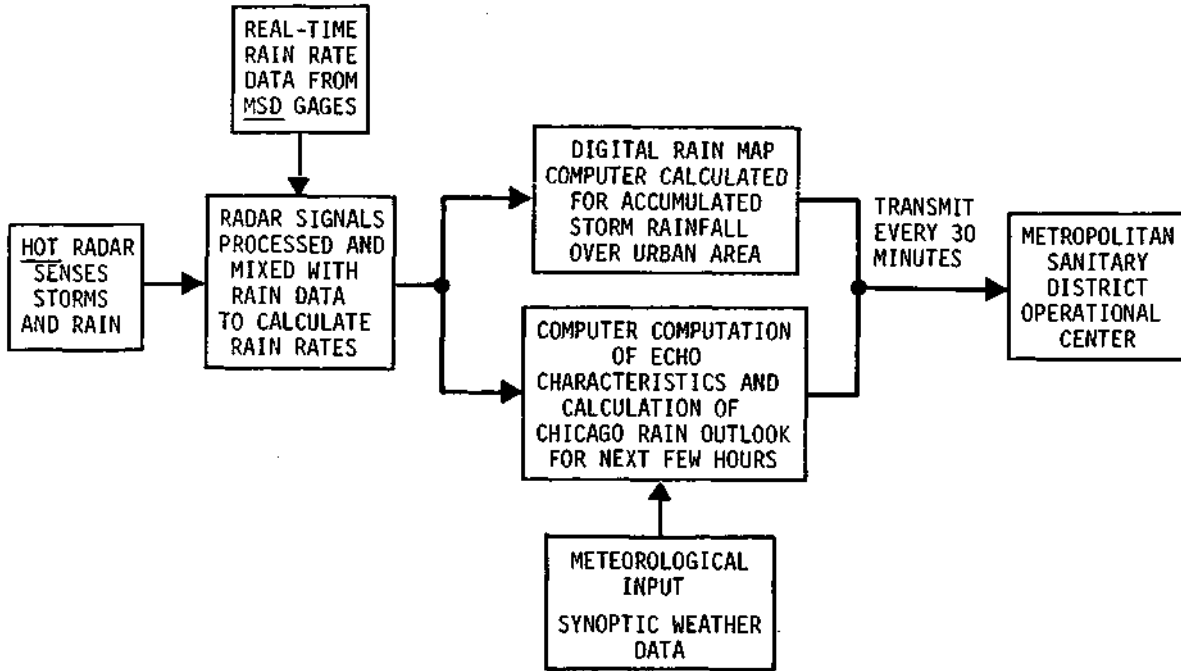 REAL-TIME
RAIN RATE
DATA FROM
MSD GAGES
HOT RADAR
SENSES
STORMS
AND RAIN
RADAR SIGNALS
PROCESSED AND
MIXED WITH
RAIN DATA
TO CALCULATE
RAIN RATES
DIGITAL RAIN MAP
COMPUTER CALCULATED
FOR ACCUMULATED
STORM RAINFALL
OVER URBAN AREA
COMPUTER COMPUTATION
OF ECHO
CHARACTERISTICS AND
CALCULATION OF
CHICAGO RAIN OUTLOOK
FOR NEXT FEW HOURS
METEOROLOGICAL
INPUT
SYNOPTIC WEATHER
DATA
TRANSMIT
EVERY 30
MINUTES
METROPOLITAN
SANITARY
DISTRICT
OPERATIONAL
CENTER